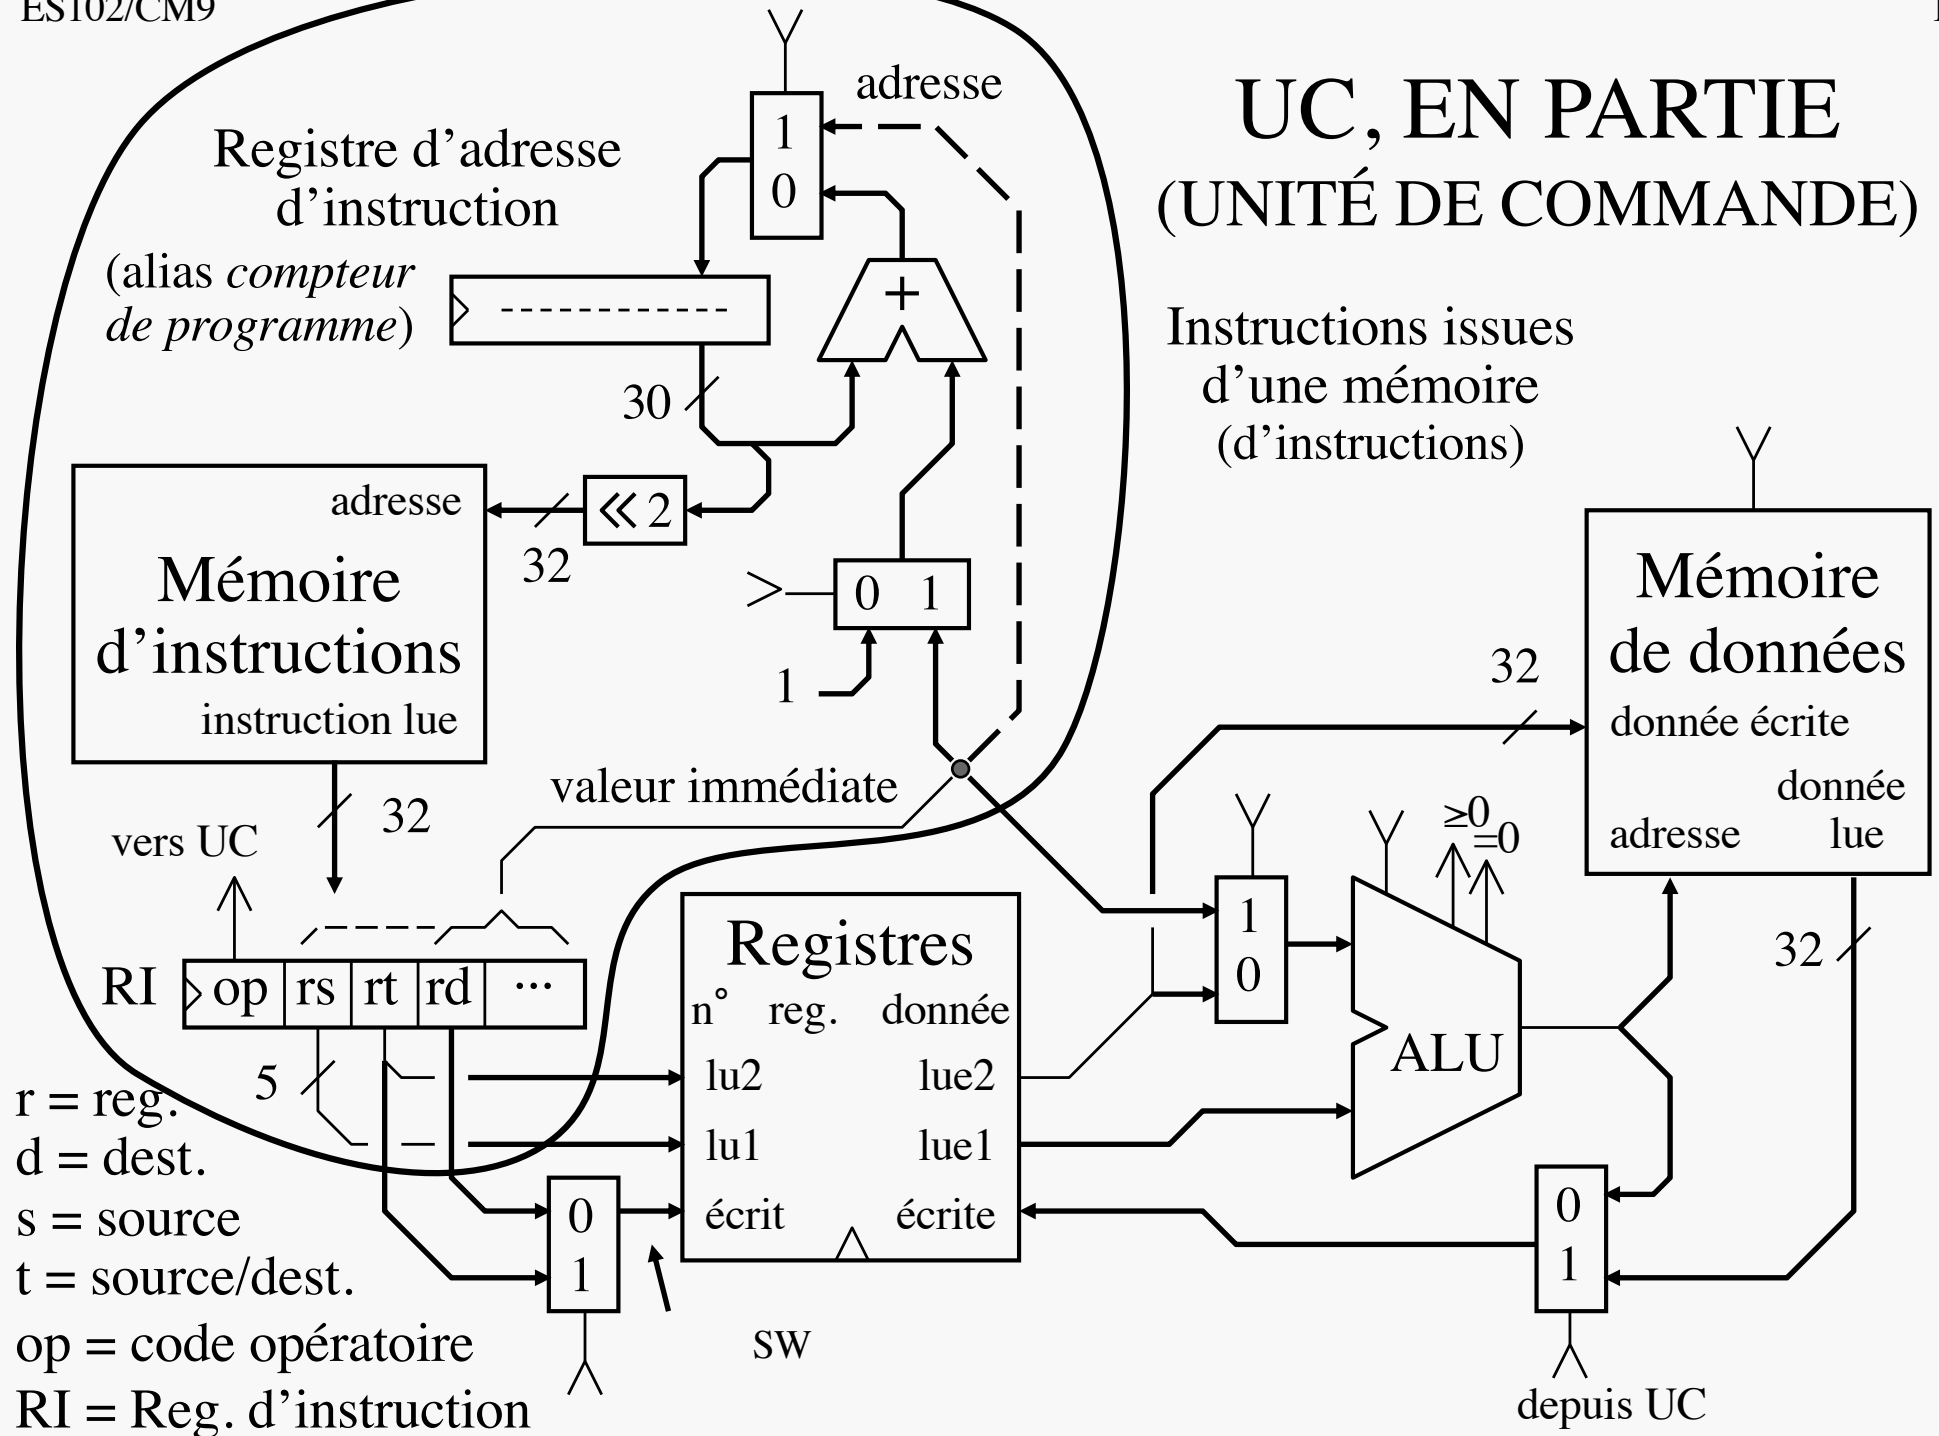 ES102/CM9
adresse
1
0
UC, EN PARTIE
(UNITÉ DE COMMANDE)
Registre d’adresse
d’instruction
(alias compteur
de programme)
+
Instructions issues
d’une mémoire
(d’instructions)
30
adresse
Mémoire
d’instructions
instruction lue
32
<< 2
0 1
1
Mémoire
de données
donnée écrite
donnée
lue
adresse
32
32
valeur immédiate
vers UC
≥0
=0
32
RI
op rs rt rd ...
Registres
n° reg. donnée
lu2 lue2
lu1 lue1
écrit écrite
1
0
ALU
5
0
1
0
1
r = reg.
d = dest.
s = source
t = source/dest.
op = code opératoire
RI = Reg. d’instruction
SW
depuis UC